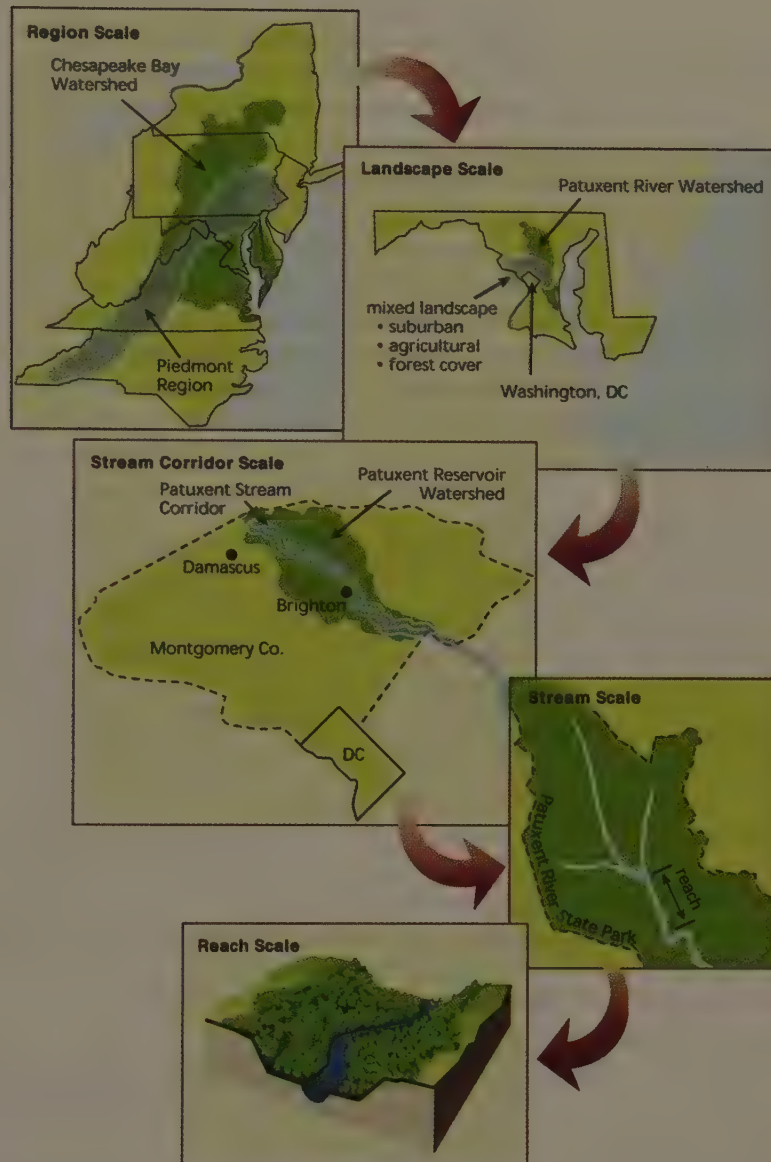 Region Scale
Chesapeake Bay
Watershed
Piedmont
Region
Landscape Scale
Patuxent River Watershed
mixed landscape
• suburban
• agricultural
• forest cover
Washington, DC
Stream Corridor Scale
Patuxent Stream
Corridor
Patuxent Reservoir
Watershed
Damascus
Brighton
Montgomery Co.
DC
Stream Scale
Patuxent River State Park
reach
Reach Scale